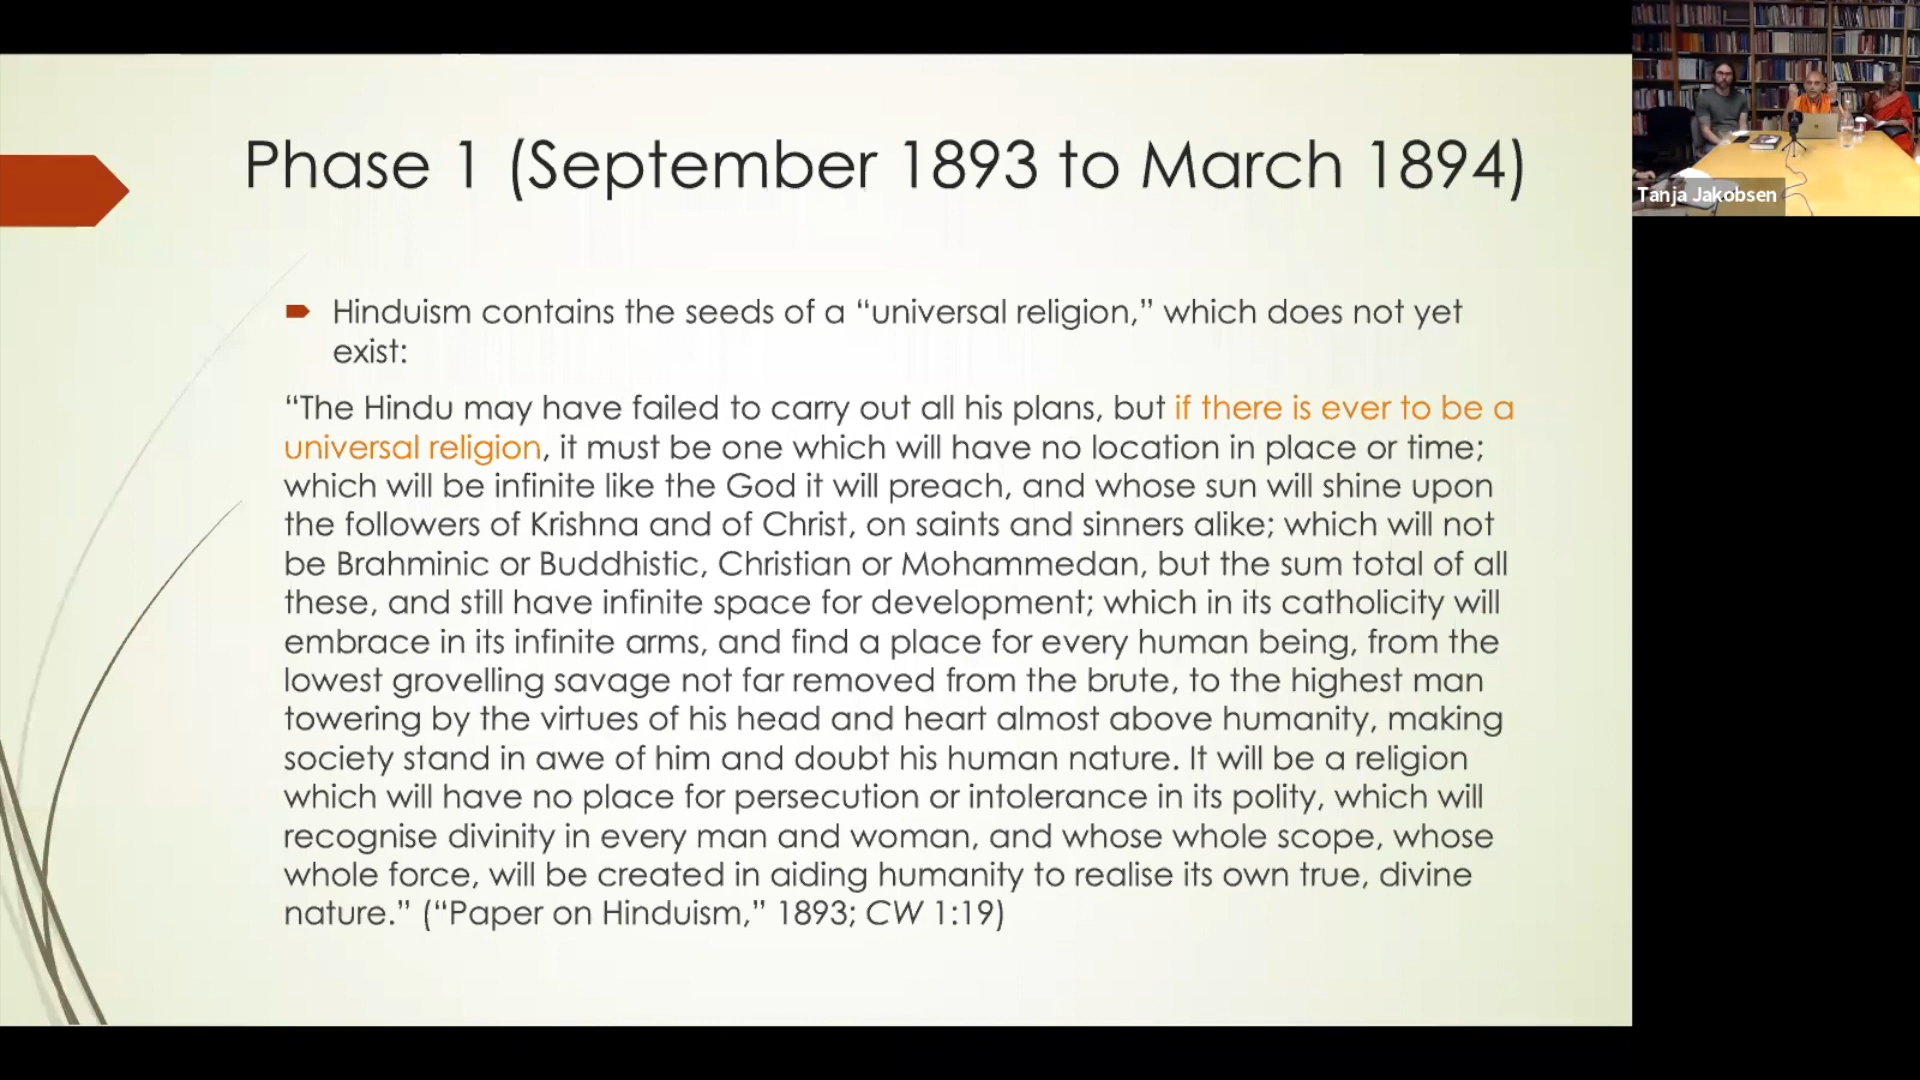 Phase 1 (September 1893 to March 1894)
Hinduism contains the seeds of a “universal religion,” which does not yet
exist:
“The Hindu may have failed to carry out all his plans, but if there is ever to be a
universal religion, it must be one which will have no location in place or time;
which will be infinite like the God it will preach, and whose sun will shine upon
the followers of Krishna and of Christ, on saints and sinners alike; which will not
be Brahminic or Buddhistic, Christian or Mohammedan, but the sum total of all
these, and still have infinite space for development; which in its catholicity will
embrace in its infinite arms, and find a place for every human being, from the
lowest grovelling savage not far removed from the brute, to the highest man
towering by the virtues of his head and heart almost above humanity, making
society stand in awe of him and doubt his human nature. It will be a religion
which will have no place for persecution or intolerance in its polity, which will
recognise divinity in every man and woman, and whose whole scope, whose
whole force, will be created in aiding humanity to realise its own true, divine
nature.” (“Paper on Hinduism,” 1893; CW 1:19)
Tanja Jakobsen